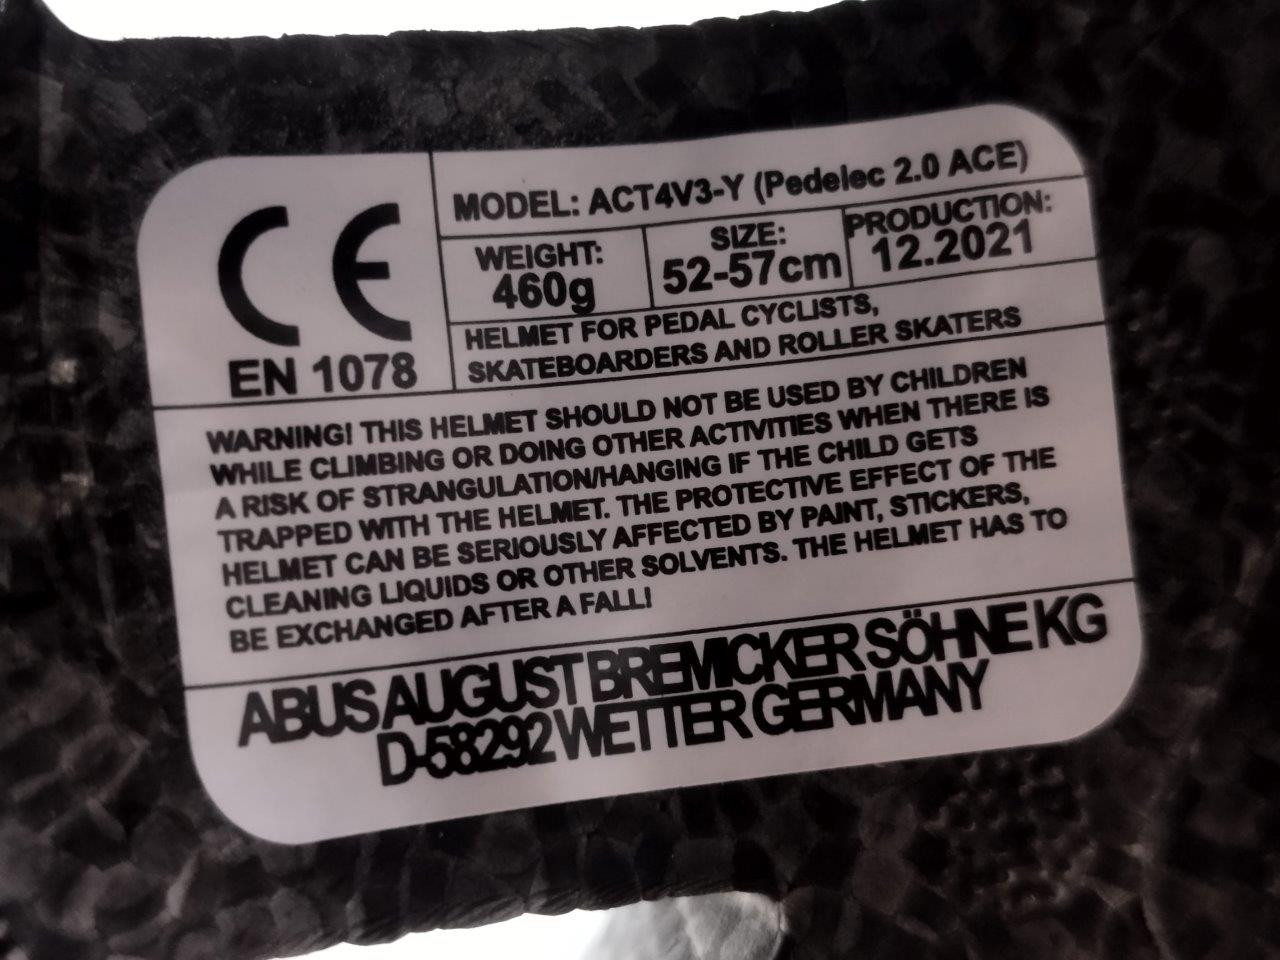 CE
EN 1078
MODEL: ACT4V3-Y (Pedelec 2.0 ACE)
WEIGHT:
460g
SIZE:
52-57cm
PRODUCTION:
12.2021
HELMET FOR PEDAL CYCLISTS,
SKATEBOARDERS AND ROLLER SKATERS
WARNING! THIS HELMET SHOULD NOT BE USED BY CHILDREN
WHILE CLIMBING OR DOING OTHER ACTIVITIES WHEN THERE IS
A RISK OF STRANGULATION/HANGING IF THE CHILD GETS
TRAPPED WITH THE HELMET. THE PROTECTIVE EFFECT OF THE
HELMET CAN BE SERIOUSLY AFFECTED BY PAINT, STICKERS,
CLEANING LIQUIDS OR OTHER SOLVENTS. THE HELMET HAS TO
BE EXCHANGED AFTER A FALL!
ABUS AUGUST BREMICKER SÖHNE KG
D-58292 WETTER GERMANY